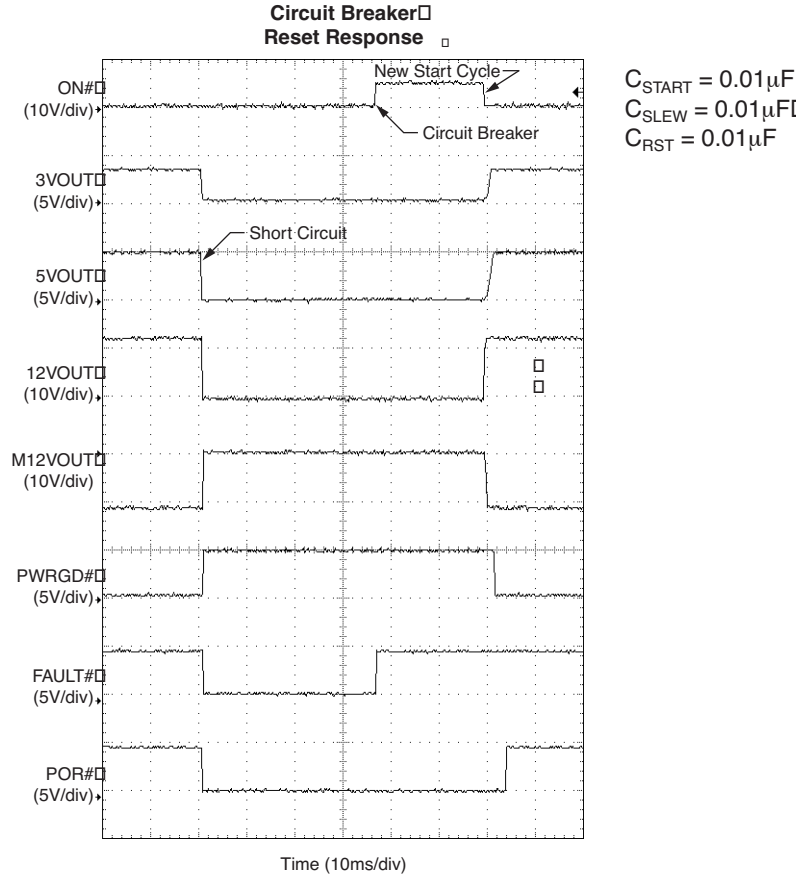 Circuit Breaker
Reset Response
New Start Cycle
ON#
(10V/div)
Circuit Breaker
3VOUT
(5V/div)
Short Circuit
5VOUT
(5V/div)
12VOUT
(10V/div)
M12VOUT
(10V/div)
PWRGD#
(5V/div)
FAULT#
(5V/div)
POR#
(5V/div)
Time (10ms/div)
CSTART = 0.01μF
CSLEW = 0.01μF
CRST = 0.01μF